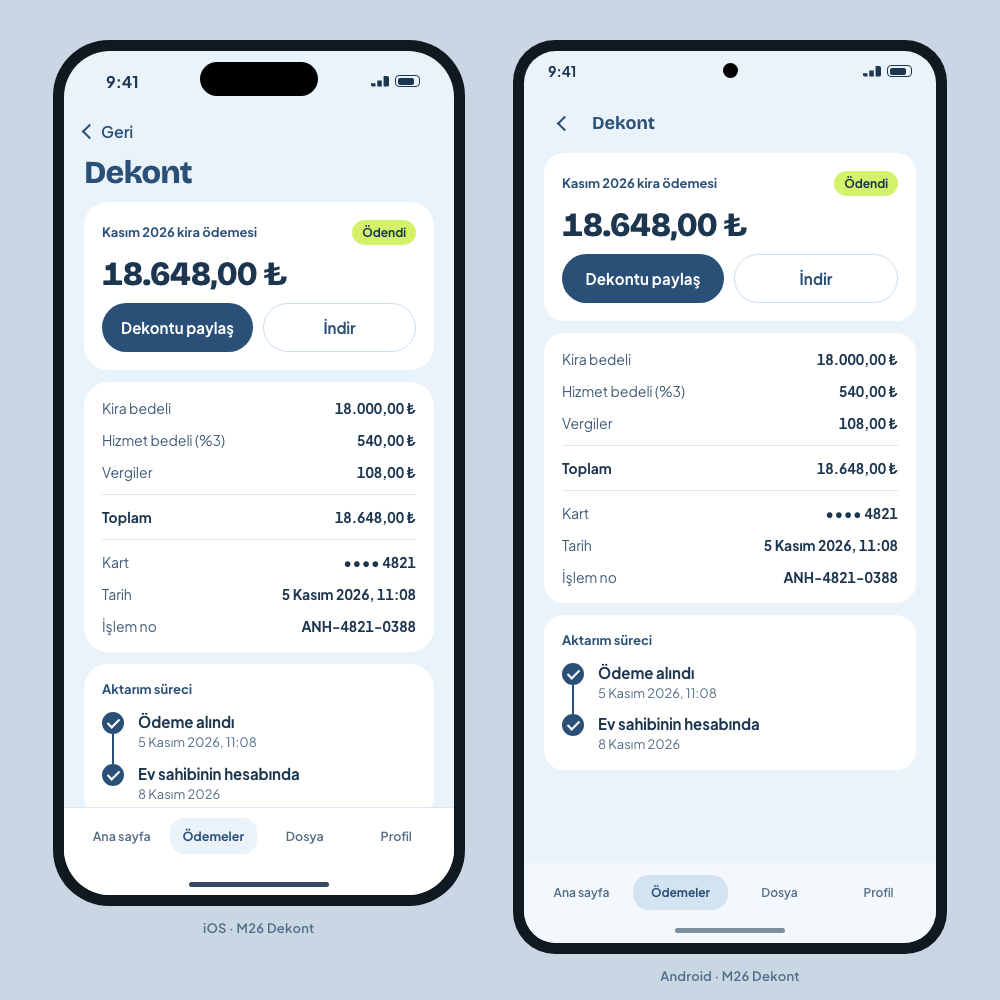 9:41
Geri
Dekont
Kasım 2026 kira ödemesi
Ödendi
18.648,00 ₺
Dekontu paylaş
İndir
Kira bedeli 18.000,00 ₺
Hizmet bedeli (%3) 540,00 ₺
Vergiler 108,00 ₺
Toplam 18.648,00 ₺
Kart •••• 4821
Tarih 5 Kasım 2026, 11:08
İşlem no ANH-4821-0388
Aktarım süreci
Ödeme alındı
5 Kasım 2026, 11:08
Ev sahibinin hesabında
8 Kasım 2026
Ana sayfa Ödemeler Dosya Profil
iOS · M26 Dekont
9:41
Dekont
Kasım 2026 kira ödemesi
Ödendi
18.648,00 ₺
Dekontu paylaş
İndir
Kira bedeli 18.000,00 ₺
Hizmet bedeli (%3) 540,00 ₺
Vergiler 108,00 ₺
Toplam 18.648,00 ₺
Kart •••• 4821
Tarih 5 Kasım 2026, 11:08
İşlem no ANH-4821-0388
Aktarım süreci
Ödeme alındı
5 Kasım 2026, 11:08
Ev sahibinin hesabında
8 Kasım 2026
Ana sayfa Ödemeler Dosya Profil
Android · M26 Dekont